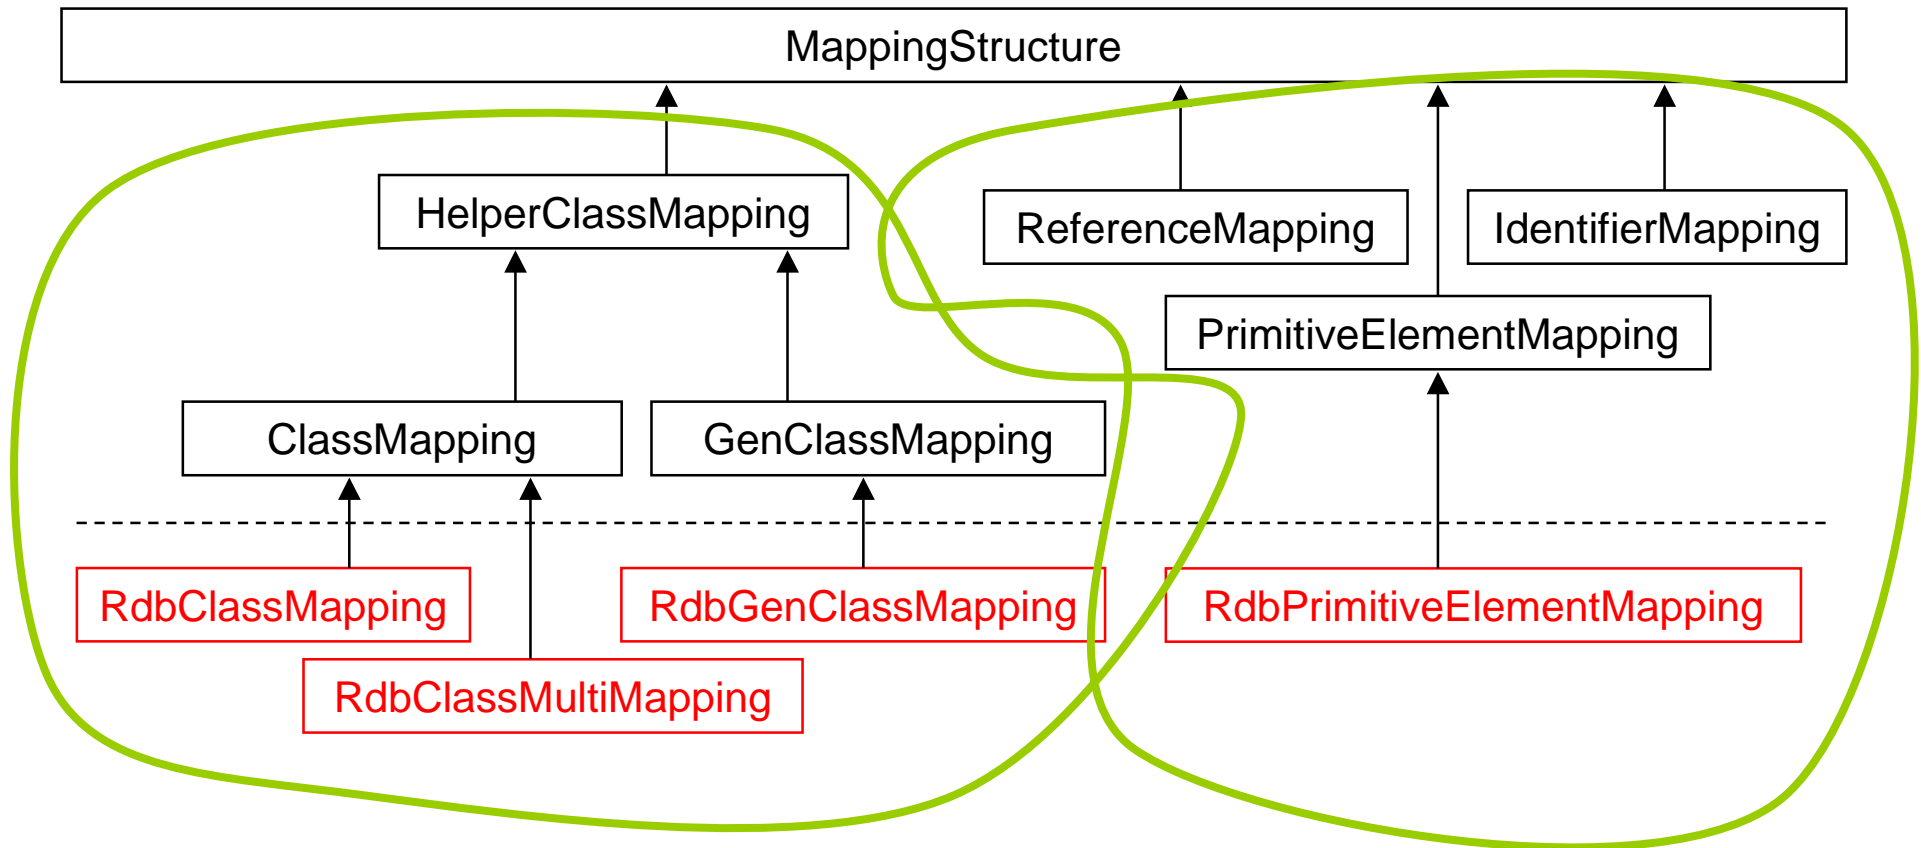 MappingStructure
HelperClassMapping
ReferenceMapping
IdentifierMapping
PrimitiveElementMapping
ClassMapping
GenClassMapping
RdbClassMapping
RdbGenClassMapping
RdbPrimitiveElementMapping
RdbClassMultiMapping